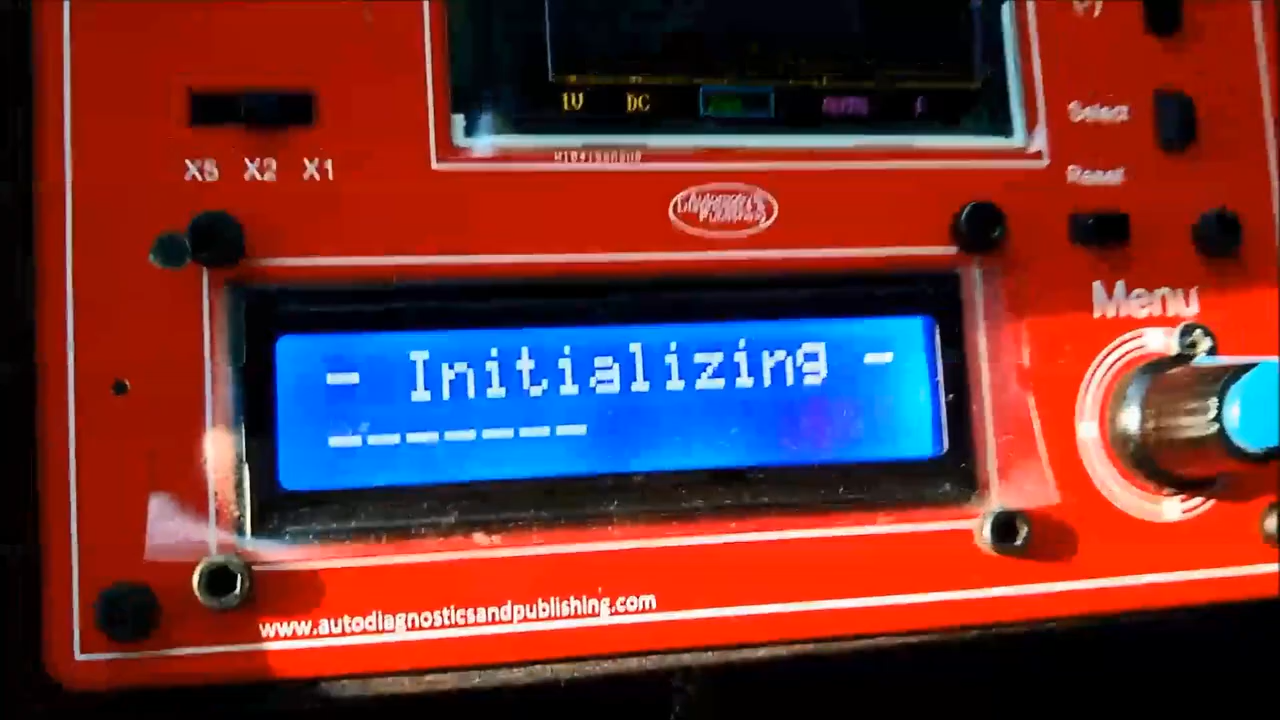 1V DC
Select
X5 X2 X1
Reset
Menu
- Initializing -
-------
www.autodiagnosticsandpublishing.com